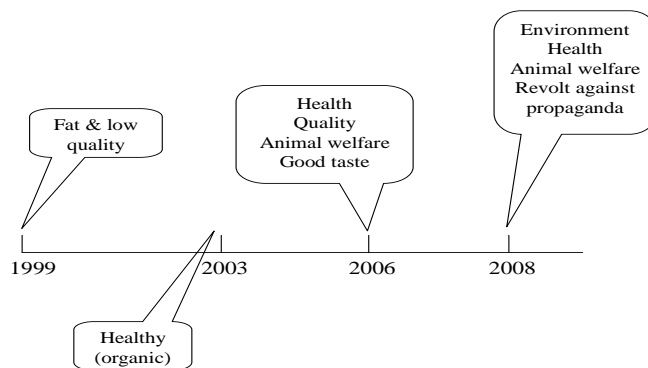 Fat & low
quality
Health
Quality
Animal welfare
Good taste
Environment
Health
Animal welfare
Revolt against
propaganda
1999
2003
2006
2008
Healthy
(organic)